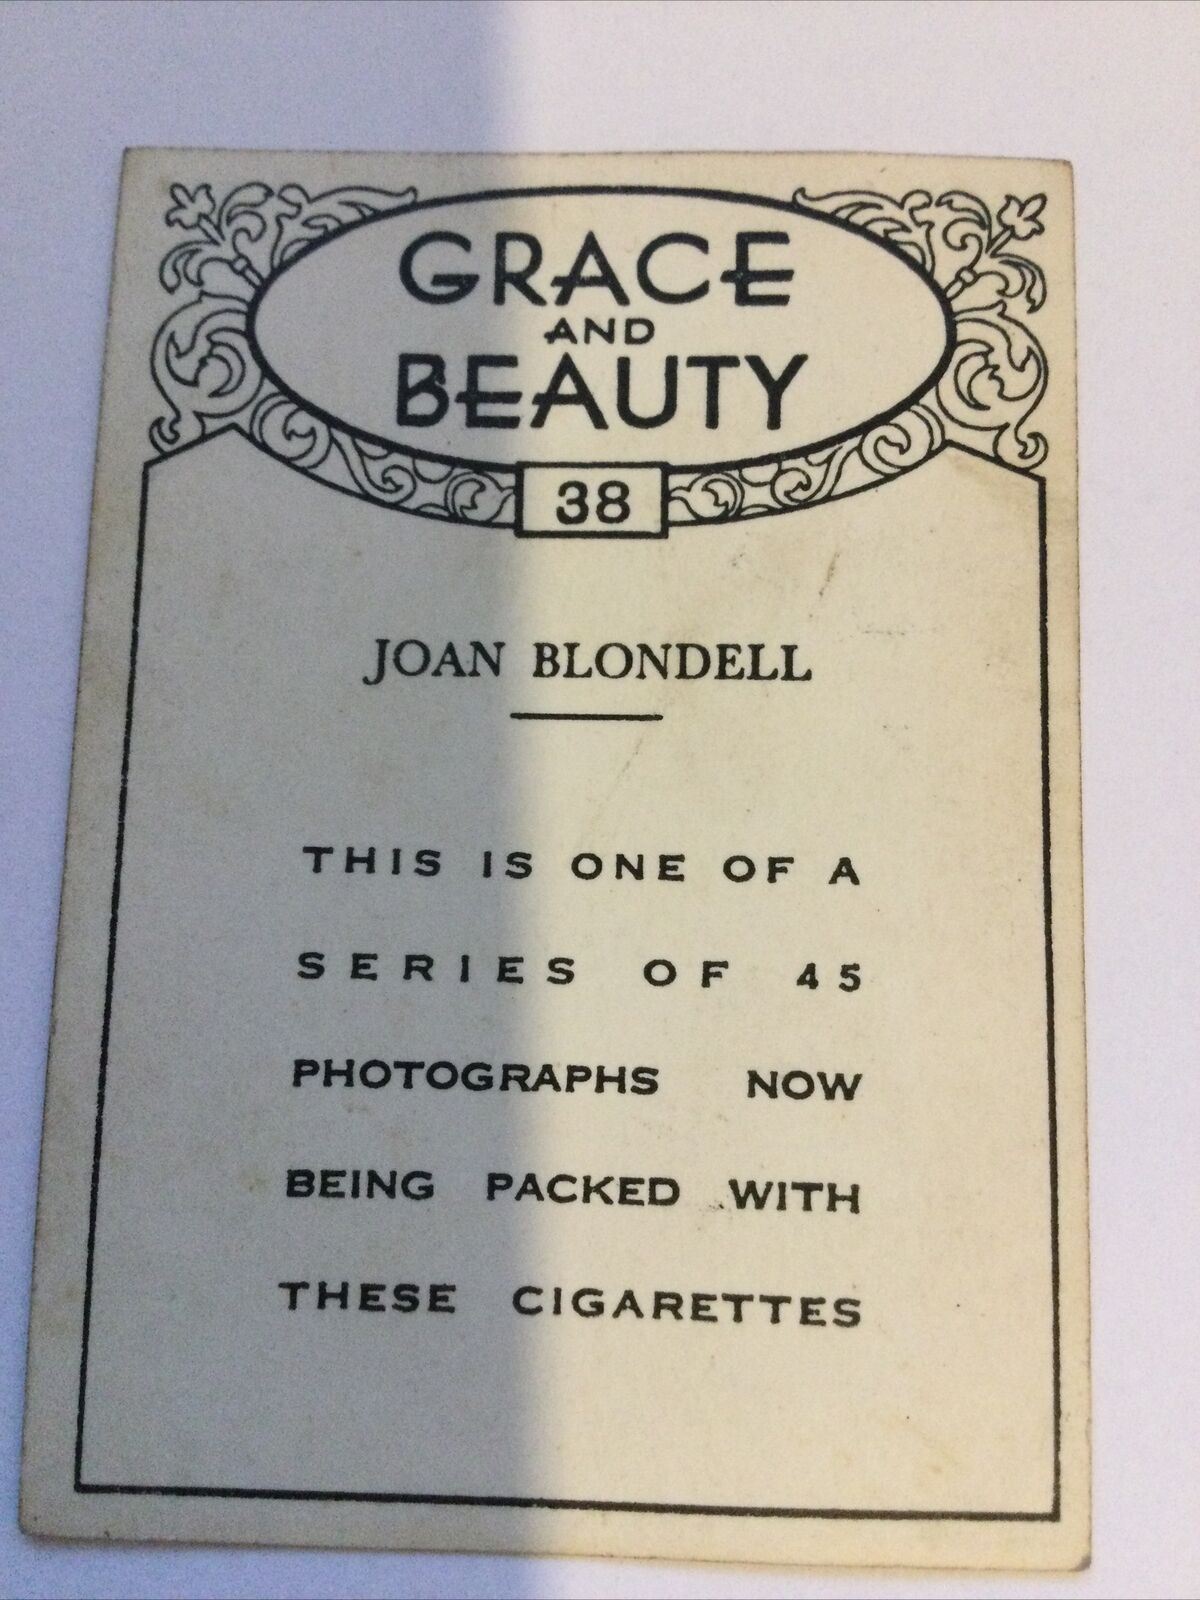 GRACE
AND
BEAUTY
38
JOAN BLONDELL
THIS IS ONE OF A
SERIES OF 45
PHOTOGRAPHS NOW
BEING PACKED WITH
THESE CIGARETTES